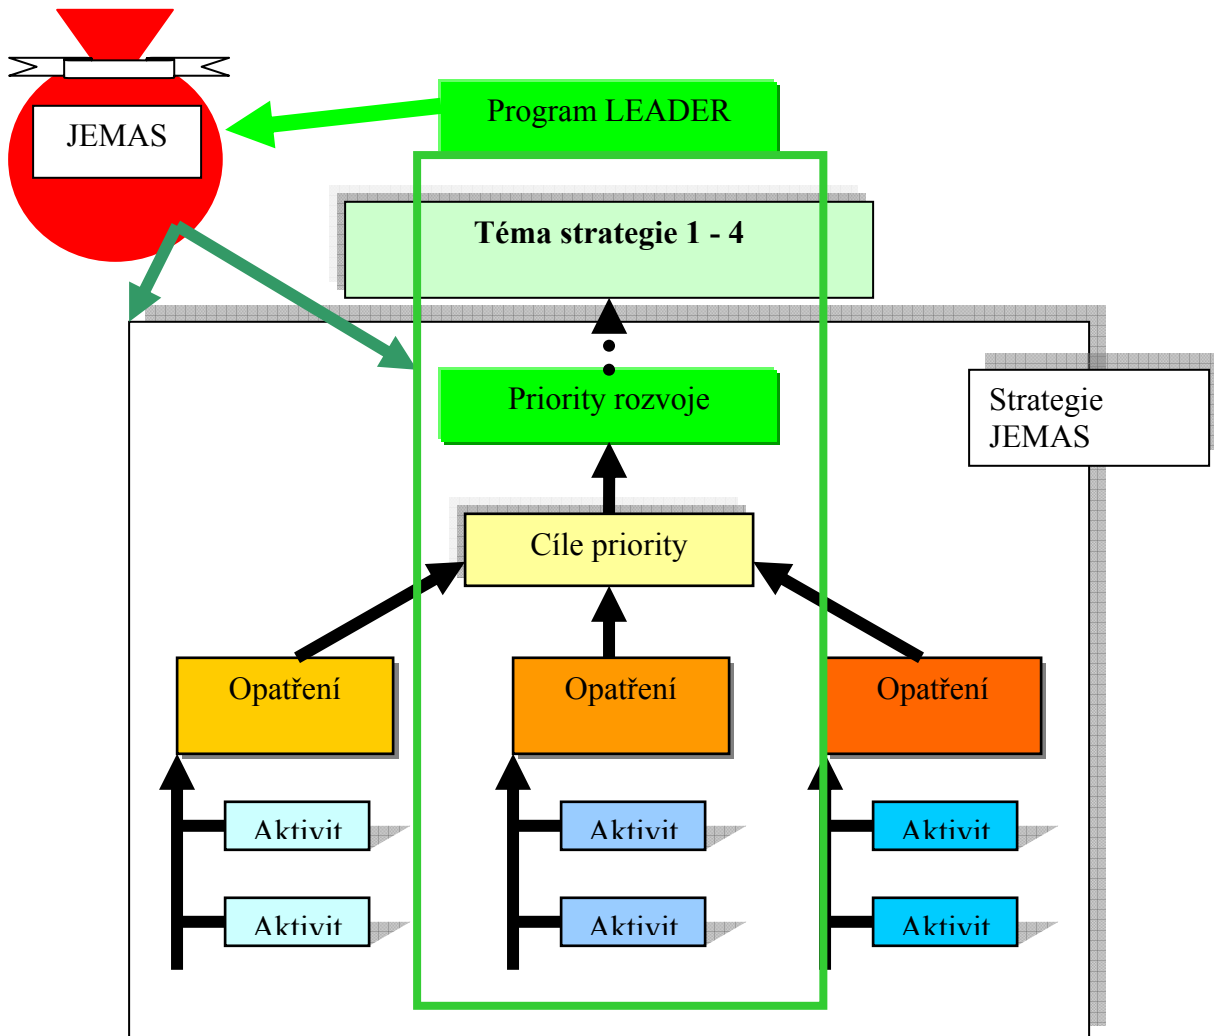 JEMAS
Program LEADER
Téma strategie 1 - 4
Priority rozvoje
Strategie
JEMAS
Cíle priority
Opatření
Opatření
Opatření
Aktivit
Aktivit
Aktivit
Aktivit
Aktivit
Aktivit